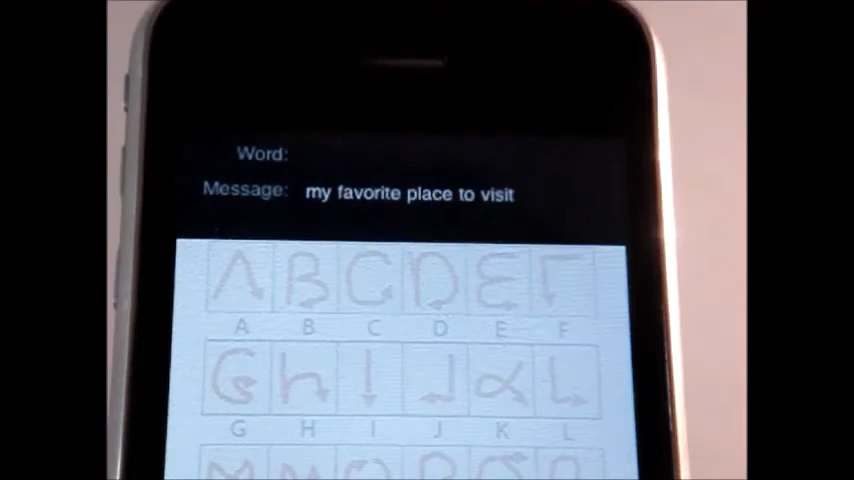 Word:
Message: my favorite place to visit
A B C D E F
A B C D E F
G h I J K L
G H I J K L